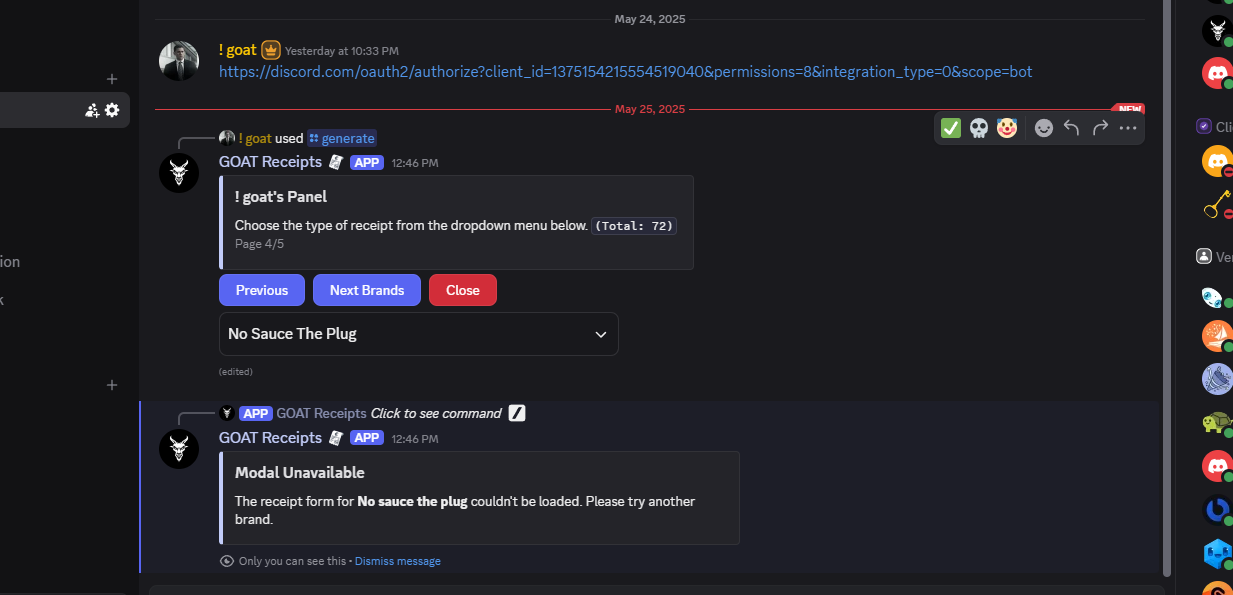 May 24, 2025
! goat Yesterday at 10:33 PM
https://discord.com/oauth2/authorize?client_id=1375154215554519040&permissions=8&integration_type=0&scope=bot
May 25, 2025
NEW
! goat used generate
GOAT Receipts APP 12:46 PM
! goat's Panel
Choose the type of receipt from the dropdown menu below. (Total: 72)
Page 4/5
Previous Next Brands Close
No Sauce The Plug
(edited)
APP GOAT Receipts Click to see command
GOAT Receipts APP 12:46 PM
Modal Unavailable
The receipt form for No sauce the plug couldn't be loaded. Please try another
brand.
Only you can see this • Dismiss message
ion
k
Cli
Ver